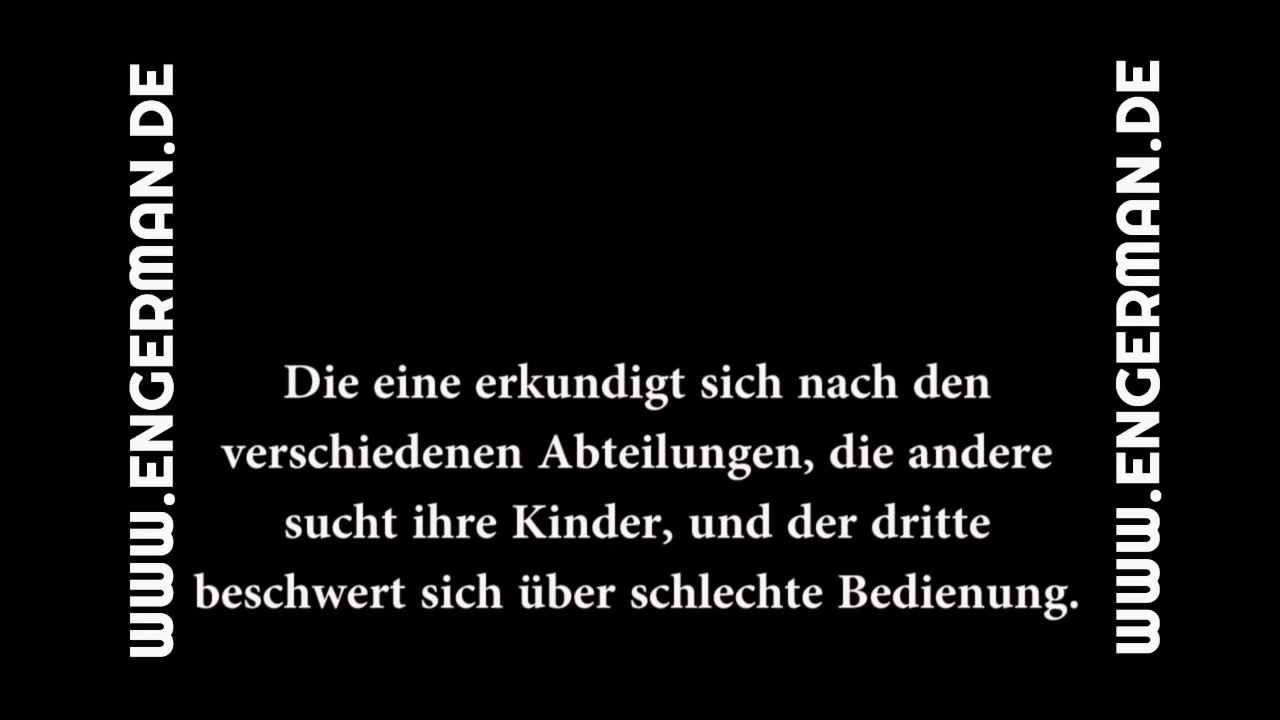 WWW.ENGERMAN.DE
Die eine erkundigt sich nach den
verschiedenen Abteilungen, die andere
sucht ihre Kinder, und der dritte
beschwert sich über schlechte Bedienung.
WWW.ENGERMAN.DE